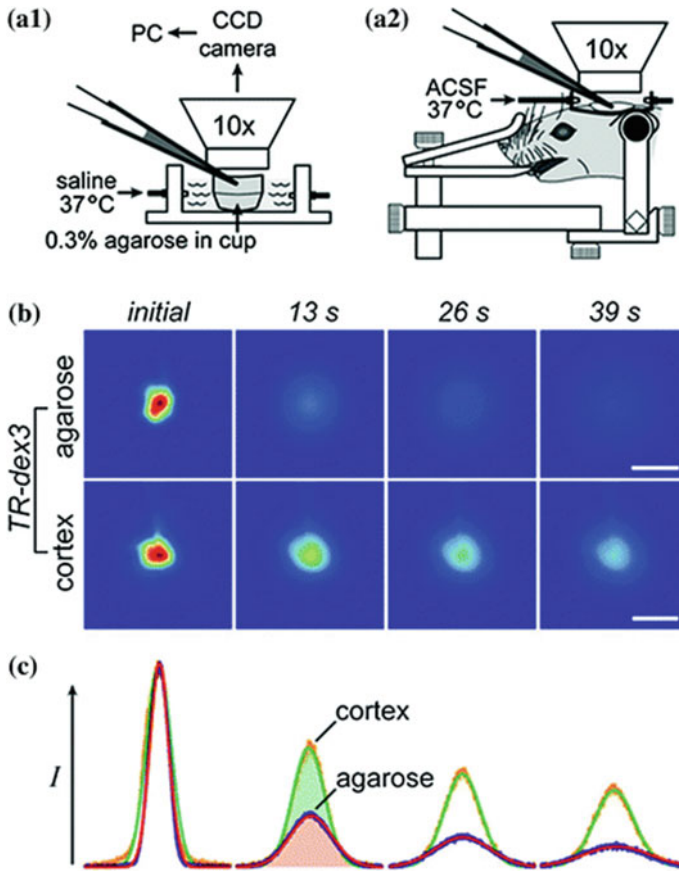 (a1)
PC ← CCD
camera
10x
saline
37°C
0.3% agarose in cup
(a2)
10x
ACSF
37°C
(b)
initial 13 s 26 s 39 s
TR-dex3
agarose
cortex
(c)
I
cortex
agarose